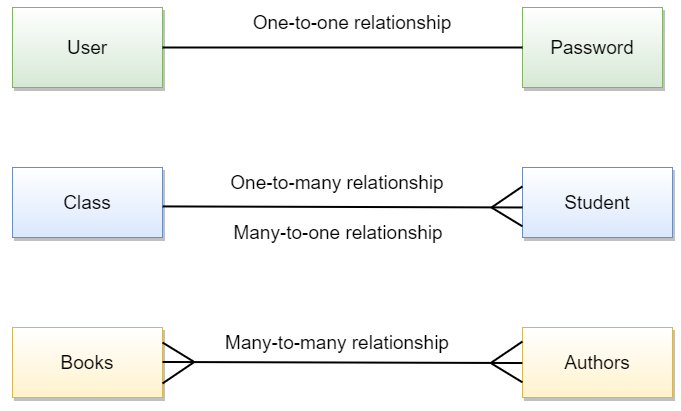 One-to-one relationship
User
Password
One-to-many relationship
Class
Student
Many-to-one relationship
Many-to-many relationship
Books
Authors